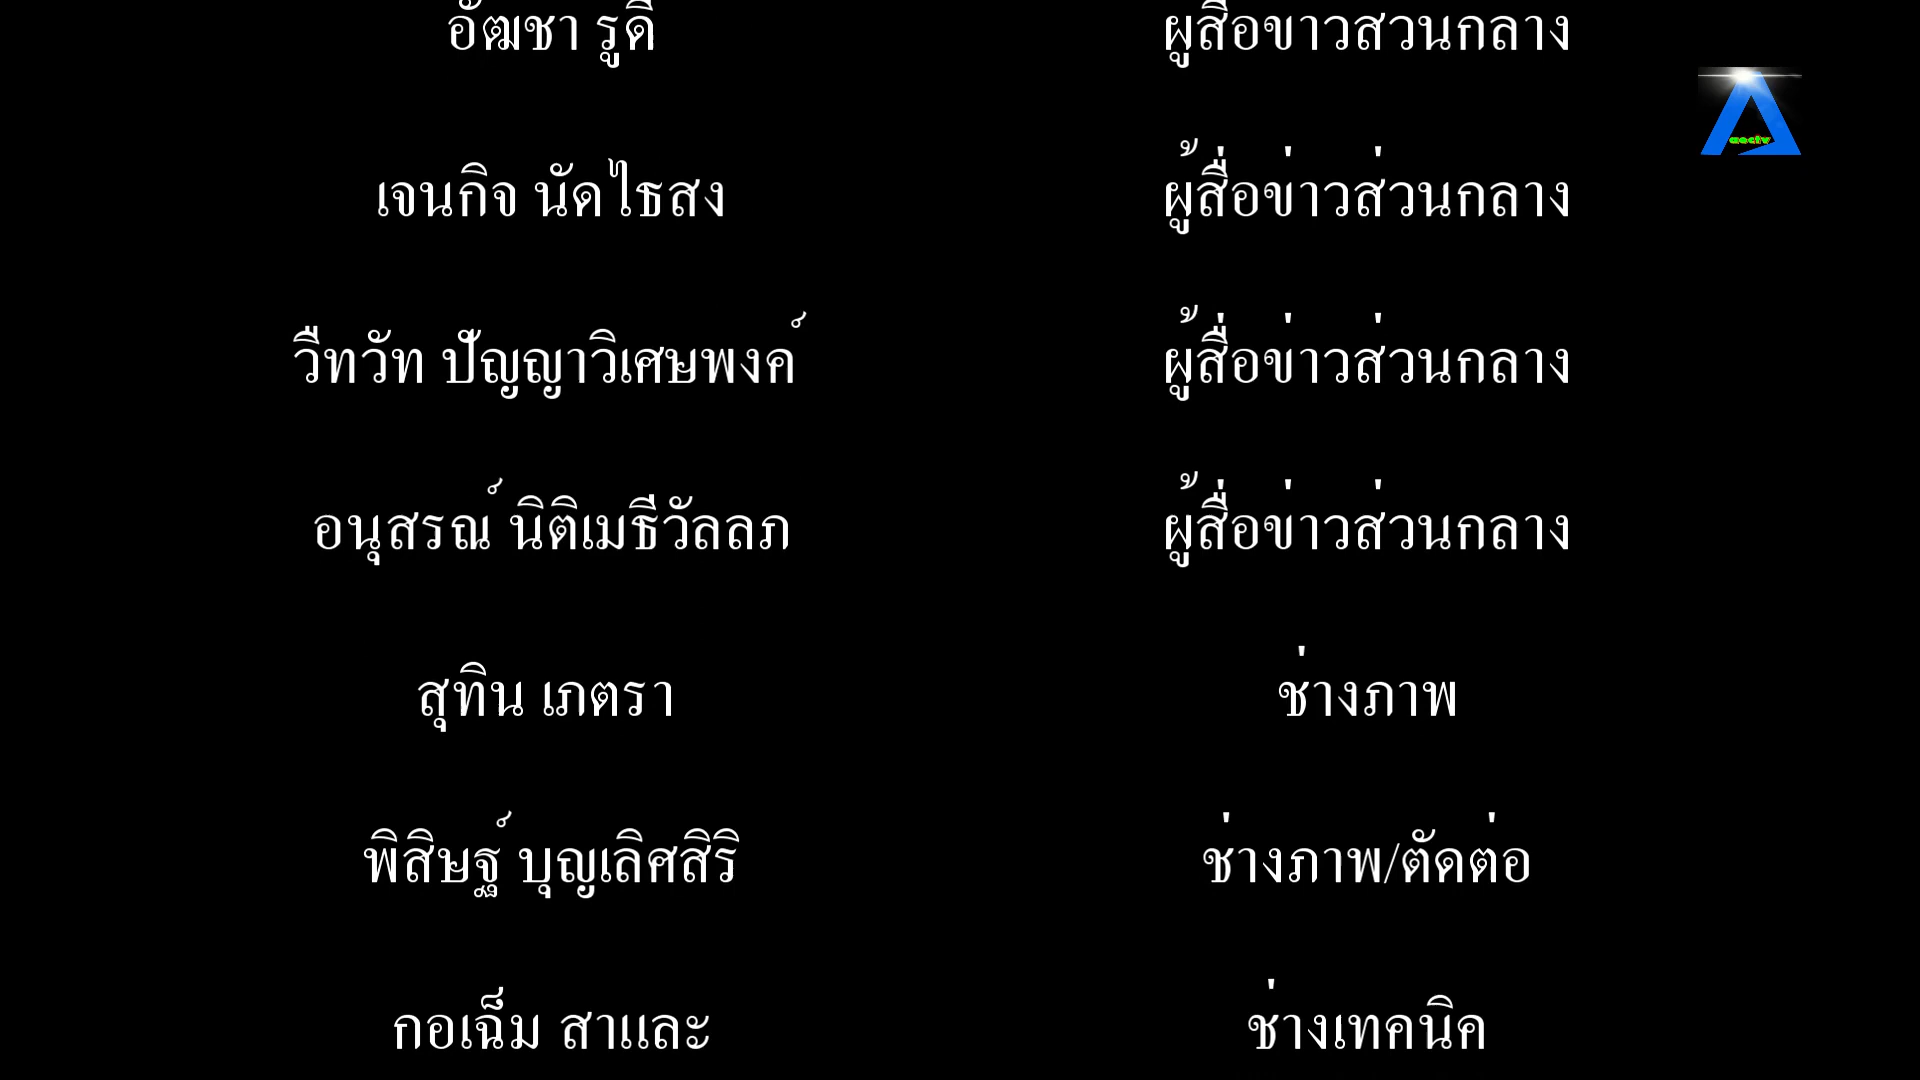 อัฒชา รูดี ผู้สื่อข่าวส่วนกลาง
aectv
เจนกิจ นัดไธสง ผู้สื่อข่าวส่วนกลาง
วืทวัท ปัญญาวิเศษพงค์ ผู้สื่อข่าวส่วนกลาง
อนุสรณ์ นิติเมธีวัลลภ ผู้สื่อข่าวส่วนกลาง
สุทิน เภตรา ช่างภาพ
พิสิษฐ์ บุญเลิศสิริ ช่างภาพ/ตัดต่อ
กอเฉ็ม สาและ ช่างเทคนิค